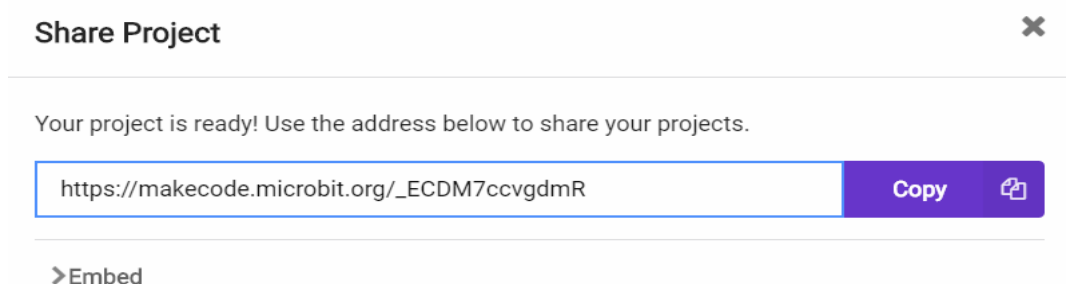 Share Project
Your project is ready! Use the address below to share your projects.
https://makecode.microbit.org/_ECDM7ccvgdmR
Copy
Embed